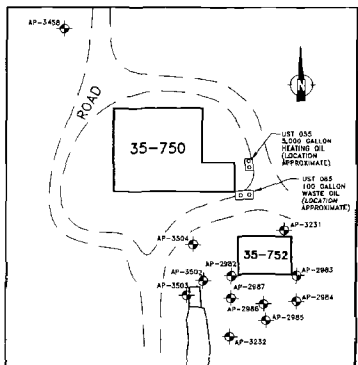 AP-3458
ROAD
N
35-750
UST 035
3,000 GALLON
HEATING OIL
(LOCATION
APPROXIMATE)
UST 085
100 GALLON
WASTE OIL
(LOCATION
APPROXIMATE)
AP-3231
AP-3504
35-752
AP-3502
AP-2982
AP-2983
AP-3503
AP-2987
AP-2984
AP-2986
AP-2985
AP-3232